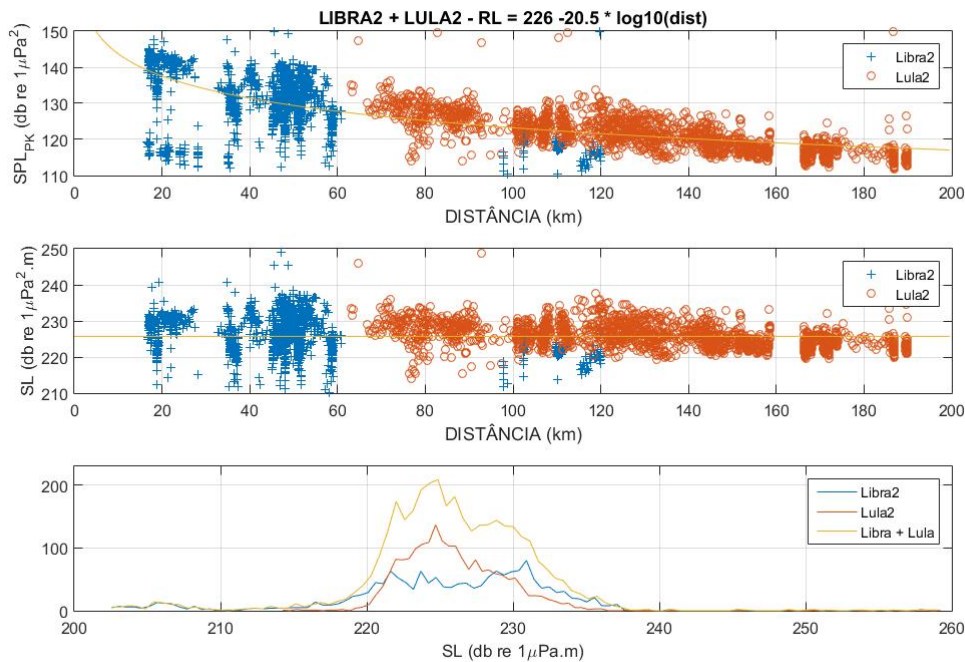 LIBRA2 + LULA2 - RL = 226 -20.5 * log10(dist)
SPL_PK (db re 1µPa²)
150
140
130
120
110
Libra2
Lula2
0 20 40 60 80 100 120 140 160 180 200
DISTÂNCIA (km)
SL (db re 1µPa².m)
250
240
230
220
210
Libra2
Lula2
0 20 40 60 80 100 120 140 160 180 200
DISTÂNCIA (km)
200
100
0
Libra2
Lula2
Libra + Lula
200 210 220 230 240 250 260
SL (db re 1µPa.m)